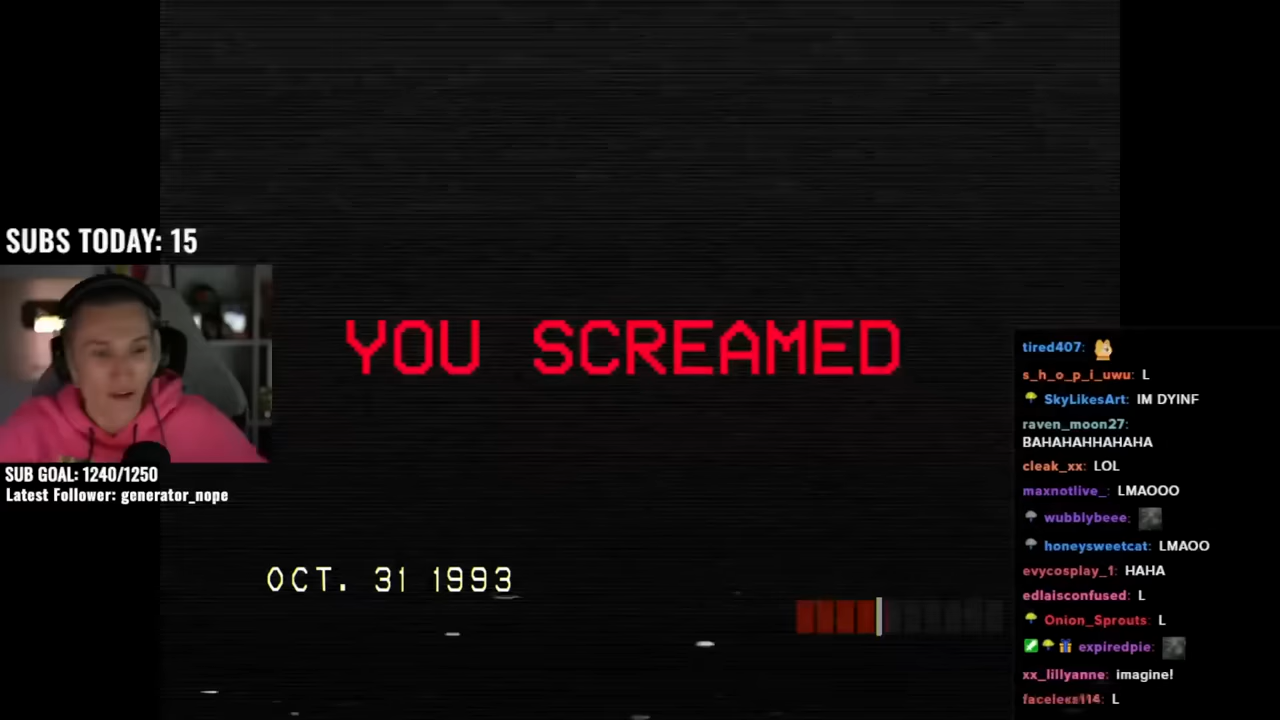 SUBS TODAY: 15
YOU SCREAMED
SUB GOAL: 1240/1250
Latest Follower: generator_nope
OCT. 31 1993
tired407:
s_h_o_p_i_uwu: L
SkyLikesArt: IM DYINF
raven_moon27:
BAHAHAHHAHAHA
cleak_xx: LOL
maxnotlive_: LMAOOO
wubblybeee:
honeysweetcat: LMAOO
evycosplay_1: HAHA
edlaisconfused: L
Onion_Sprouts: L
expiredpie:
xx_lillyanne: imagine!
L